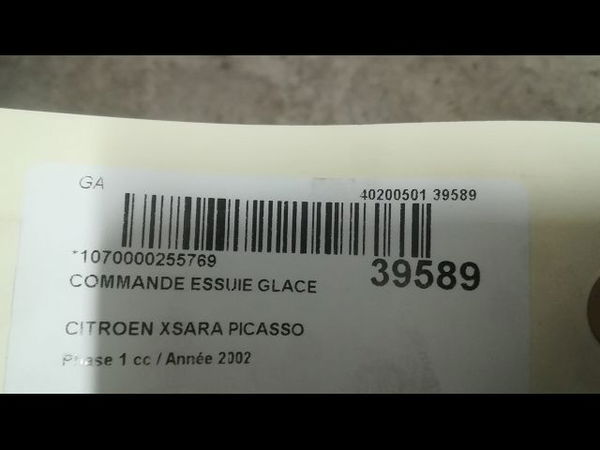 GA
40200501 39589
*1070000255769
39589
COMMANDE ESSUIE GLACE
CITROEN XSARA PICASSO
Phase 1 cc / Année 2002